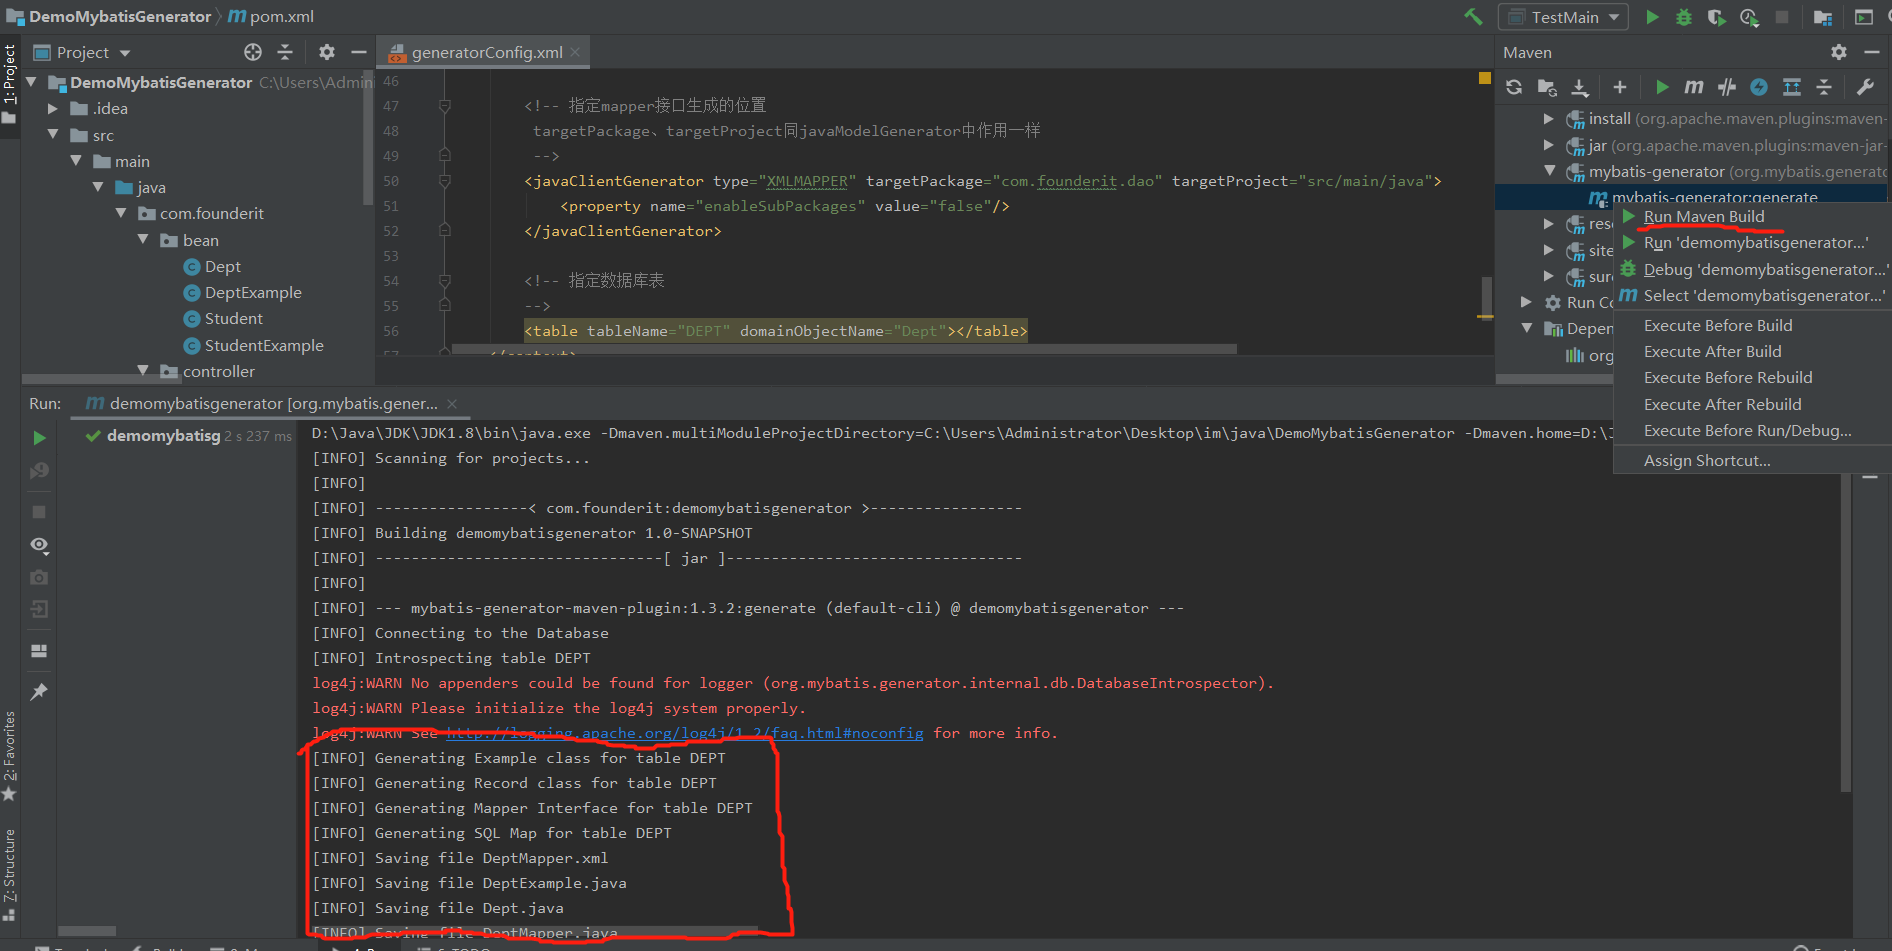 DemoMybatisGenerator pom.xml
TestMain
1: Project
Project
generatorConfig.xml
Maven
DemoMybatisGenerator C:\Users\Admin
.idea
src
main
java
com.founderit
bean
Dept
DeptExample
Student
StudentExample
controller
46
47 <!-- 指定mapper接口生成的位置
48 targetPackage、targetProject同javaModelGenerator中作用一样
49 -->
50 <javaClientGenerator type="XMLMAPPER" targetPackage="com.founderit.dao" targetProject="src/main/java">
51 <property name="enableSubPackages" value="false"/>
52 </javaClientGenerator>
53
54 <!-- 指定数据库表
55 -->
56 <table tableName="DEPT" domainObjectName="Dept"></table>
57 </context>
install (org.apache.maven.plugins:maven-
jar (org.apache.maven.plugins:maven-jar-
mybatis-generator (org.mybatis.generato
mybatis-generator:generate
res
site
sur
Run Co
Depen
org
Run Maven Build
Run 'demomybatisgenerator...'
Debug 'demomybatisgenerator...'
Select 'demomybatisgenerator...'
Execute Before Build
Execute After Build
Execute Before Rebuild
Execute After Rebuild
Execute Before Run/Debug...
Assign Shortcut...
Run: demomybatisgenerator [org.mybatis.gener...
demomybatisg 2 s 237 ms
D:\Java\JDK\JDK1.8\bin\java.exe -Dmaven.multiModuleProjectDirectory=C:\Users\Administrator\Desktop\im\java\DemoMybatisGenerator -Dmaven.home=D:\
[INFO] Scanning for projects...
[INFO]
[INFO] -----------------< com.founderit:demomybatisgenerator >-----------------
[INFO] Building demomybatisgenerator 1.0-SNAPSHOT
[INFO] --------------------------------[ jar ]---------------------------------
[INFO]
[INFO] --- mybatis-generator-maven-plugin:1.3.2:generate (default-cli) @ demomybatisgenerator ---
[INFO] Connecting to the Database
[INFO] Introspecting table DEPT
log4j:WARN No appenders could be found for logger (org.mybatis.generator.internal.db.DatabaseIntrospector).
log4j:WARN Please initialize the log4j system properly.
log4j:WARN See http://logging.apache.org/log4j/1.2/faq.html#noconfig for more info.
[INFO] Generating Example class for table DEPT
[INFO] Generating Record class for table DEPT
[INFO] Generating Mapper Interface for table DEPT
[INFO] Generating SQL Map for table DEPT
[INFO] Saving file DeptMapper.xml
[INFO] Saving file DeptExample.java
[INFO] Saving file Dept.java
[INFO] Saving file DeptMapper.java
2: Favorites
7: Structure